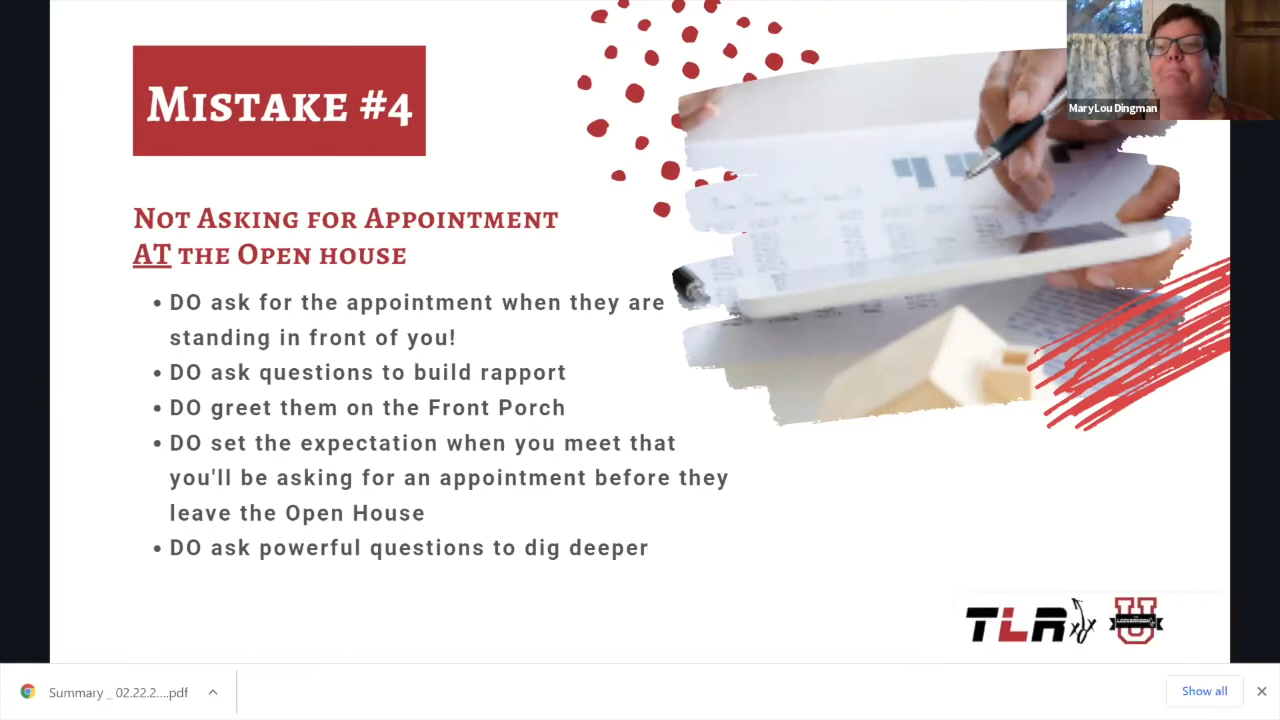 MISTAKE #4
MaryLou Dingman
NOT ASKING FOR APPOINTMENT
AT THE OPEN HOUSE
• DO ask for the appointment when they are
standing in front of you!
• DO ask questions to build rapport
• DO greet them on the Front Porch
• DO set the expectation when you meet that
you'll be asking for an appointment before they
leave the Open House
• DO ask powerful questions to dig deeper
TLR
U
Summary _ 02.22.2....pdf
Show all